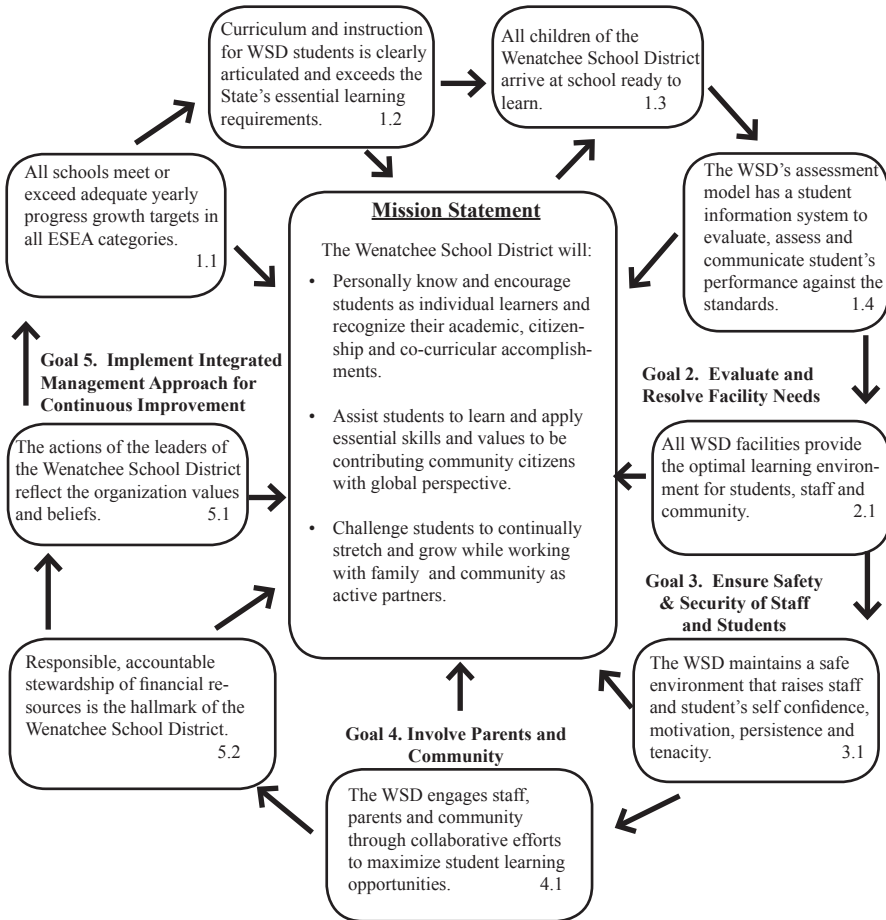 Curriculum and instruction
for WSD students is clearly
articulated and exceeds the
State's essential learning
requirements. 1.2
All children of the
Wenatchee School District
arrive at school ready to
learn. 1.3
All schools meet or
exceed adequate yearly
progress growth targets in
all ESEA categories.
1.1
Mission Statement
The Wenatchee School District will:
• Personally know and encourage
students as individual learners and
recognize their academic, citizen-
ship and co-curricular accomplish-
ments.
• Assist students to learn and apply
essential skills and values to be
contributing community citizens
with global perspective.
• Challenge students to continually
stretch and grow while working
with family and community as
active partners.
The WSD's assessment
model has a student
information system to
evaluate, assess and
communicate student's
performance against the
standards. 1.4
Goal 2. Evaluate and
Resolve Facility Needs
All WSD facilities provide
the optimal learning environ-
ment for students, staff and
community. 2.1
Goal 3. Ensure Safety
& Security of Staff
and Students
The WSD maintains a safe
environment that raises staff
and student's self confidence,
motivation, persistence and
tenacity. 3.1
Goal 4. Involve Parents and
Community
The WSD engages staff,
parents and community
through collaborative efforts
to maximize student learning
opportunities. 4.1
Responsible, accountable
stewardship of financial re-
sources is the hallmark of the
Wenatchee School District.
5.2
Goal 5. Implement Integrated
Management Approach for
Continuous Improvement
The actions of the leaders of
the Wenatchee School District
reflect the organization values
and beliefs. 5.1